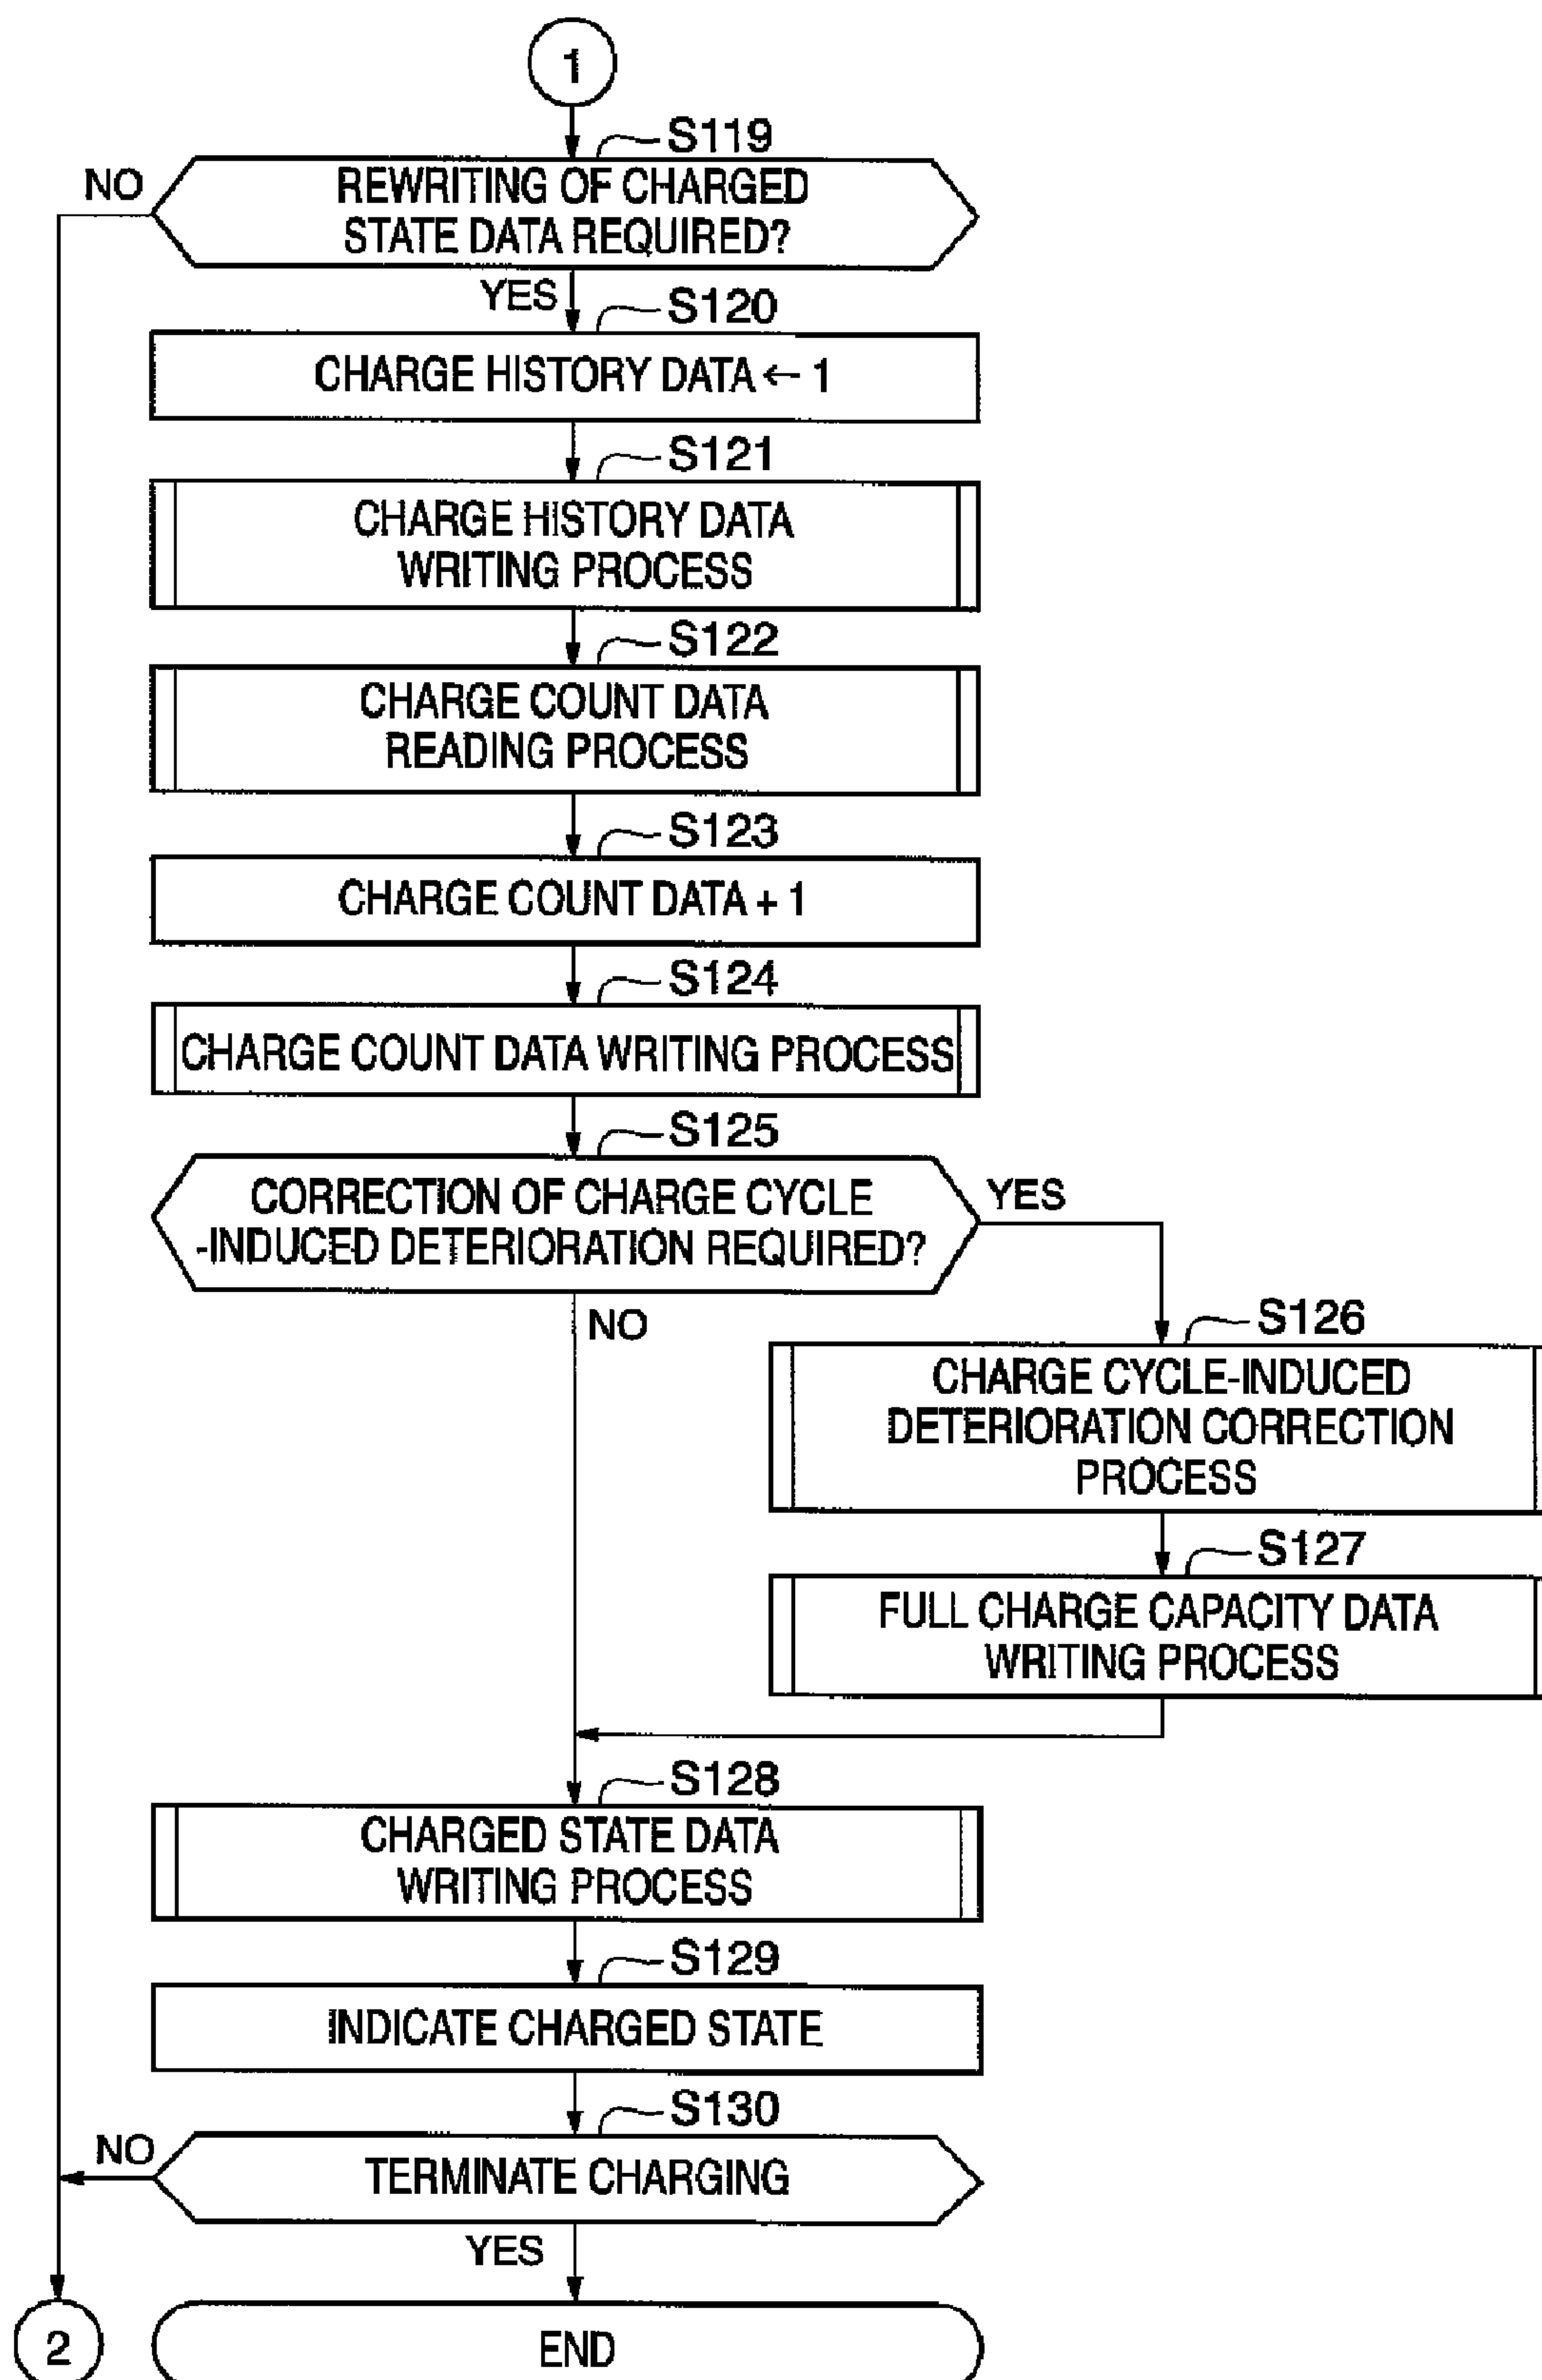 1
S119
NO
REWRITING OF CHARGED
STATE DATA REQUIRED?
YES
S120
CHARGE HISTORY DATA ← 1
S121
CHARGE HISTORY DATA
WRITING PROCESS
S122
CHARGE COUNT DATA
READING PROCESS
S123
CHARGE COUNT DATA + 1
S124
CHARGE COUNT DATA WRITING PROCESS
S125
CORRECTION OF CHARGE CYCLE
-INDUCED DETERIORATION REQUIRED?
YES
NO
S126
CHARGE CYCLE-INDUCED
DETERIORATION CORRECTION
PROCESS
S127
FULL CHARGE CAPACITY DATA
WRITING PROCESS
S128
CHARGED STATE DATA
WRITING PROCESS
S129
INDICATE CHARGED STATE
S130
NO
TERMINATE CHARGING
YES
2
END